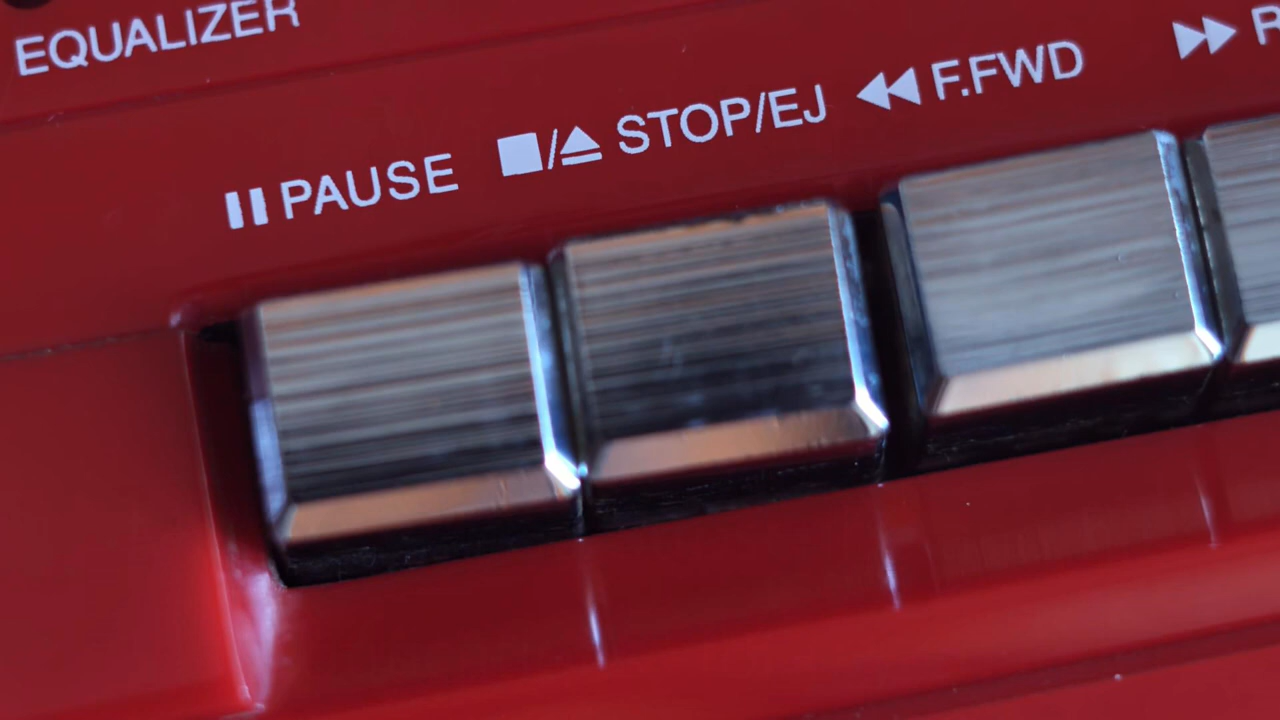 EQUALIZER
⏸ PAUSE ■/⏏ STOP/EJ ◀◀ F.FWD ▶▶ R